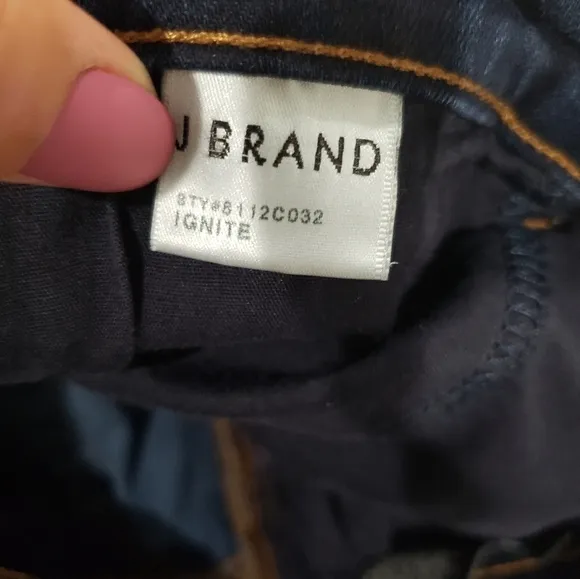 J BRAND
STY#8112C032
IGNITE